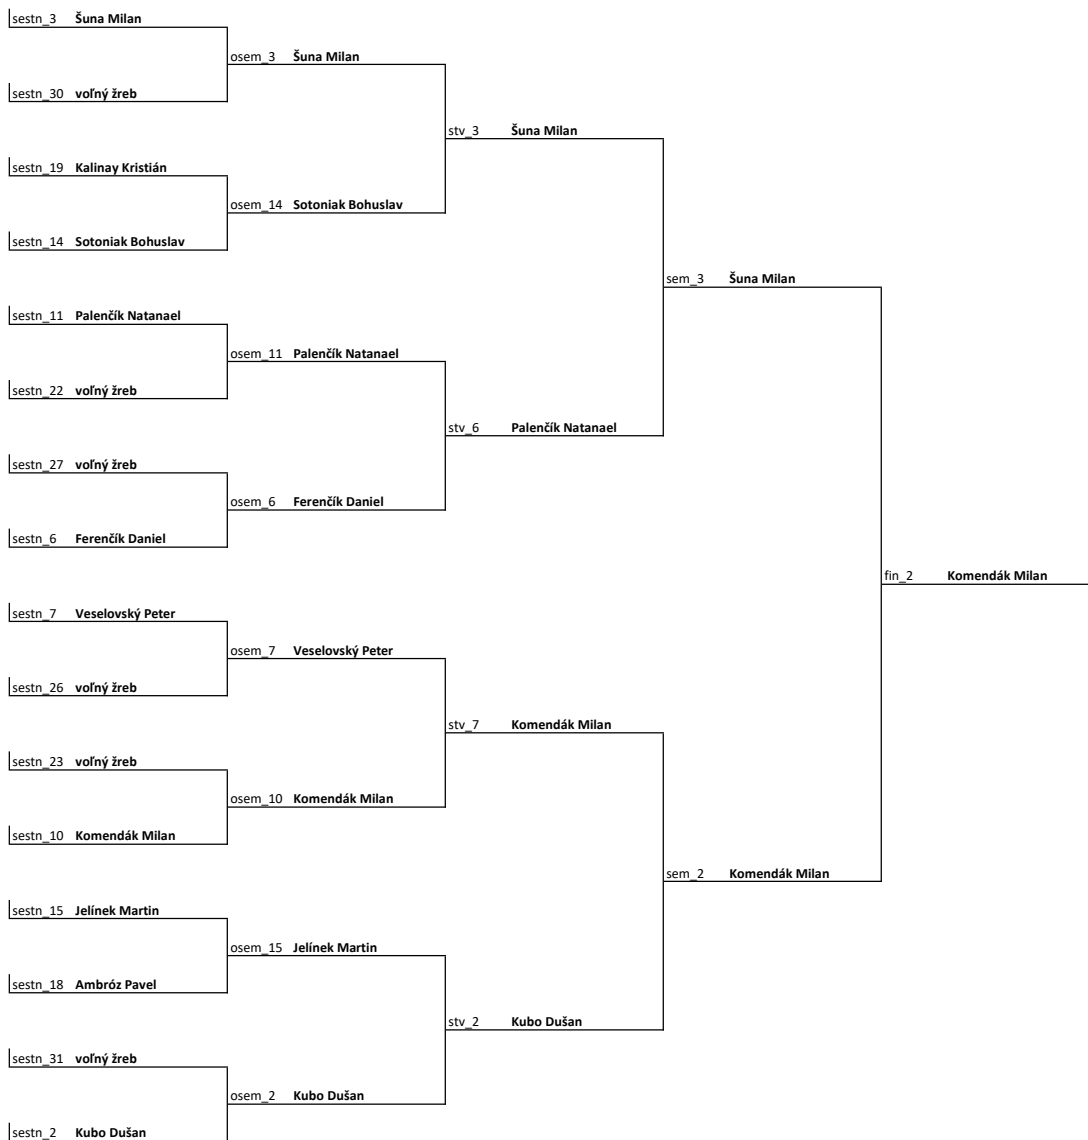 sestn_3 Šuna Milan
osem_3 Šuna Milan
sestn_30 voľný žreb
stv_3 Šuna Milan
sestn_19 Kalinay Kristián
osem_14 Sotoniak Bohuslav
sestn_14 Sotoniak Bohuslav
sem_3 Šuna Milan
sestn_11 Palenčík Natanael
osem_11 Palenčík Natanael
sestn_22 voľný žreb
stv_6 Palenčík Natanael
sestn_27 voľný žreb
osem_6 Ferenčík Daniel
sestn_6 Ferenčík Daniel
fin_2 Komendák Milan
sestn_7 Veselovský Peter
osem_7 Veselovský Peter
sestn_26 voľný žreb
stv_7 Komendák Milan
sestn_23 voľný žreb
osem_10 Komendák Milan
sestn_10 Komendák Milan
sem_2 Komendák Milan
sestn_15 Jelínek Martin
osem_15 Jelínek Martin
sestn_18 Ambróz Pavel
stv_2 Kubo Dušan
sestn_31 voľný žreb
osem_2 Kubo Dušan
sestn_2 Kubo Dušan